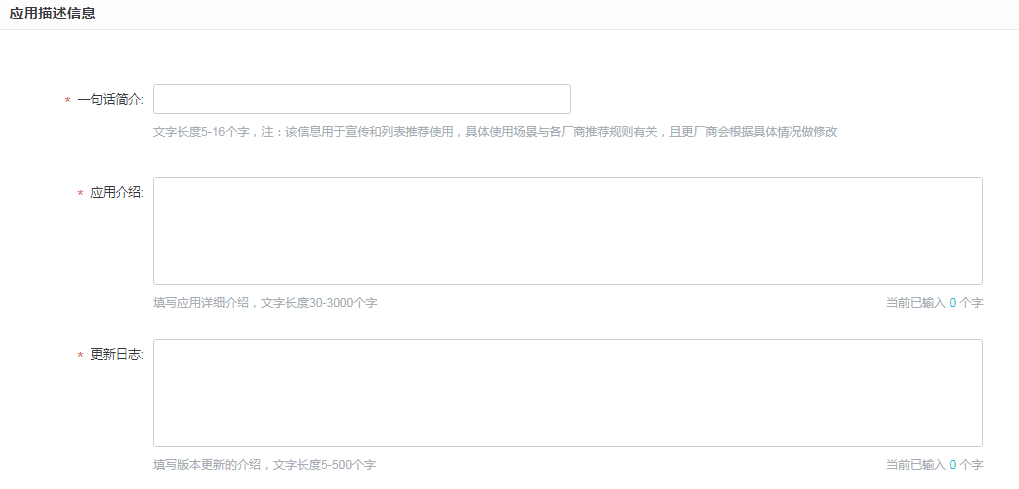 应用描述信息
* 一句话简介:
文字长度5-16个字，注：该信息用于宣传和列表推荐使用，具体使用场景与各厂商推荐规则有关，且更厂商会根据具体情况做修改
* 应用介绍:
填写应用详细介绍，文字长度30-3000个字 当前已输入 0 个字
* 更新日志:
填写版本更新的介绍，文字长度5-500个字 当前已输入 0 个字